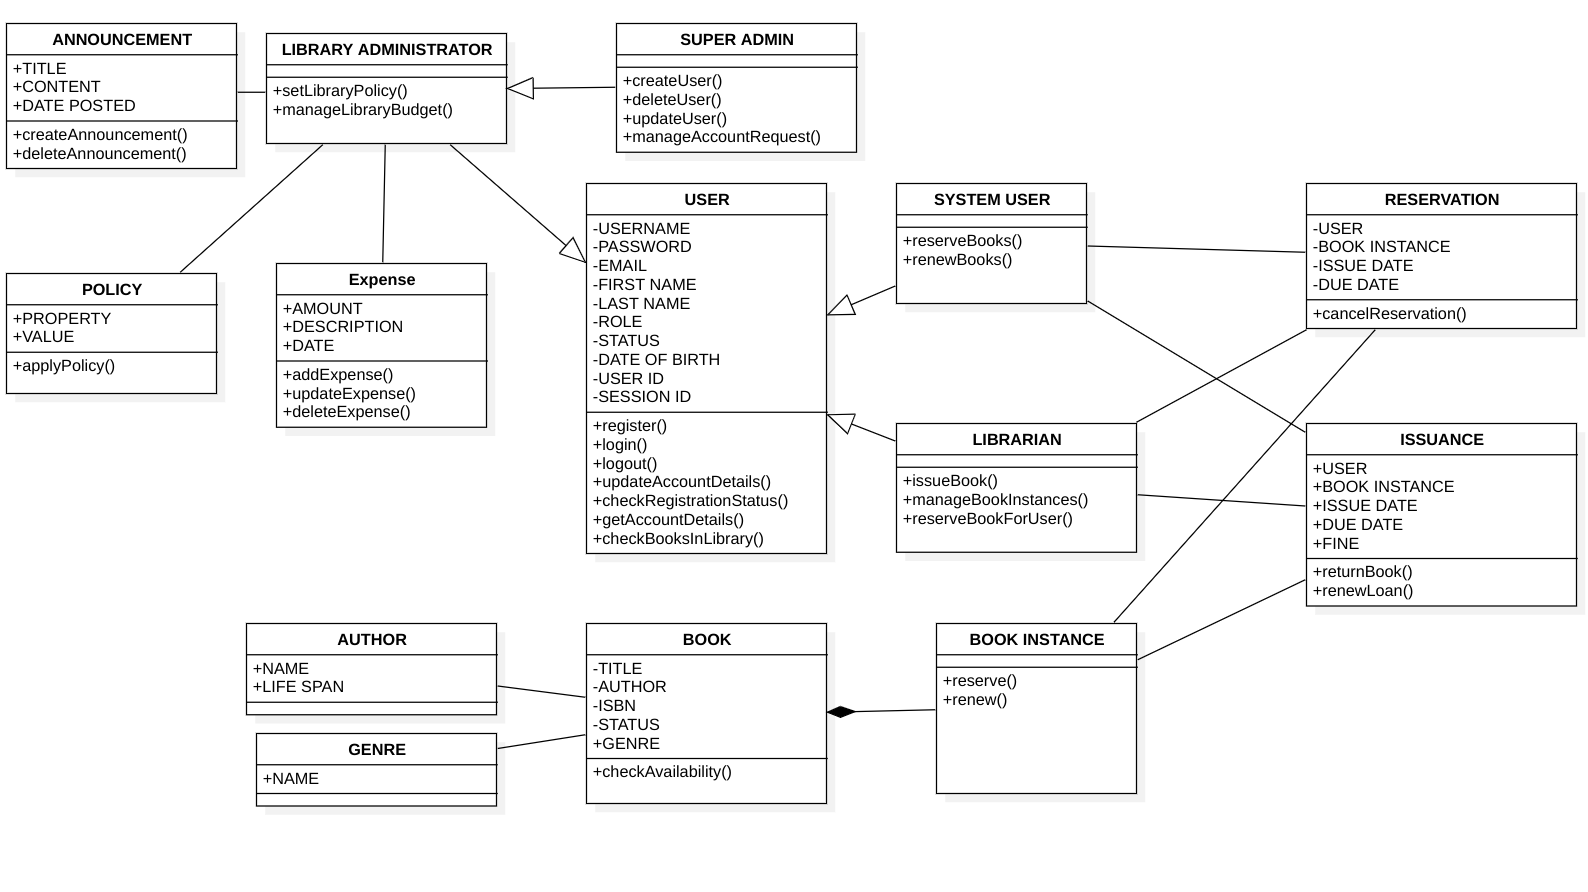 ANNOUNCEMENT
+TITLE
+CONTENT
+DATE POSTED
+createAnnouncement()
+deleteAnnouncement()
LIBRARY ADMINISTRATOR
+setLibraryPolicy()
+manageLibraryBudget()
SUPER ADMIN
+createUser()
+deleteUser()
+updateUser()
+manageAccountRequest()
POLICY
+PROPERTY
+VALUE
+applyPolicy()
Expense
+AMOUNT
+DESCRIPTION
+DATE
+addExpense()
+updateExpense()
+deleteExpense()
USER
-USERNAME
-PASSWORD
-EMAIL
-FIRST NAME
-LAST NAME
-ROLE
-STATUS
-DATE OF BIRTH
-USER ID
-SESSION ID
+register()
+login()
+logout()
+updateAccountDetails()
+checkRegistrationStatus()
+getAccountDetails()
+checkBooksInLibrary()
SYSTEM USER
+reserveBooks()
+renewBooks()
RESERVATION
-USER
-BOOK INSTANCE
-ISSUE DATE
-DUE DATE
+cancelReservation()
LIBRARIAN
+issueBook()
+manageBookInstances()
+reserveBookForUser()
ISSUANCE
+USER
+BOOK INSTANCE
+ISSUE DATE
+DUE DATE
+FINE
+returnBook()
+renewLoan()
AUTHOR
+NAME
+LIFE SPAN
GENRE
+NAME
BOOK
-TITLE
-AUTHOR
-ISBN
-STATUS
+GENRE
+checkAvailability()
BOOK INSTANCE
+reserve()
+renew()